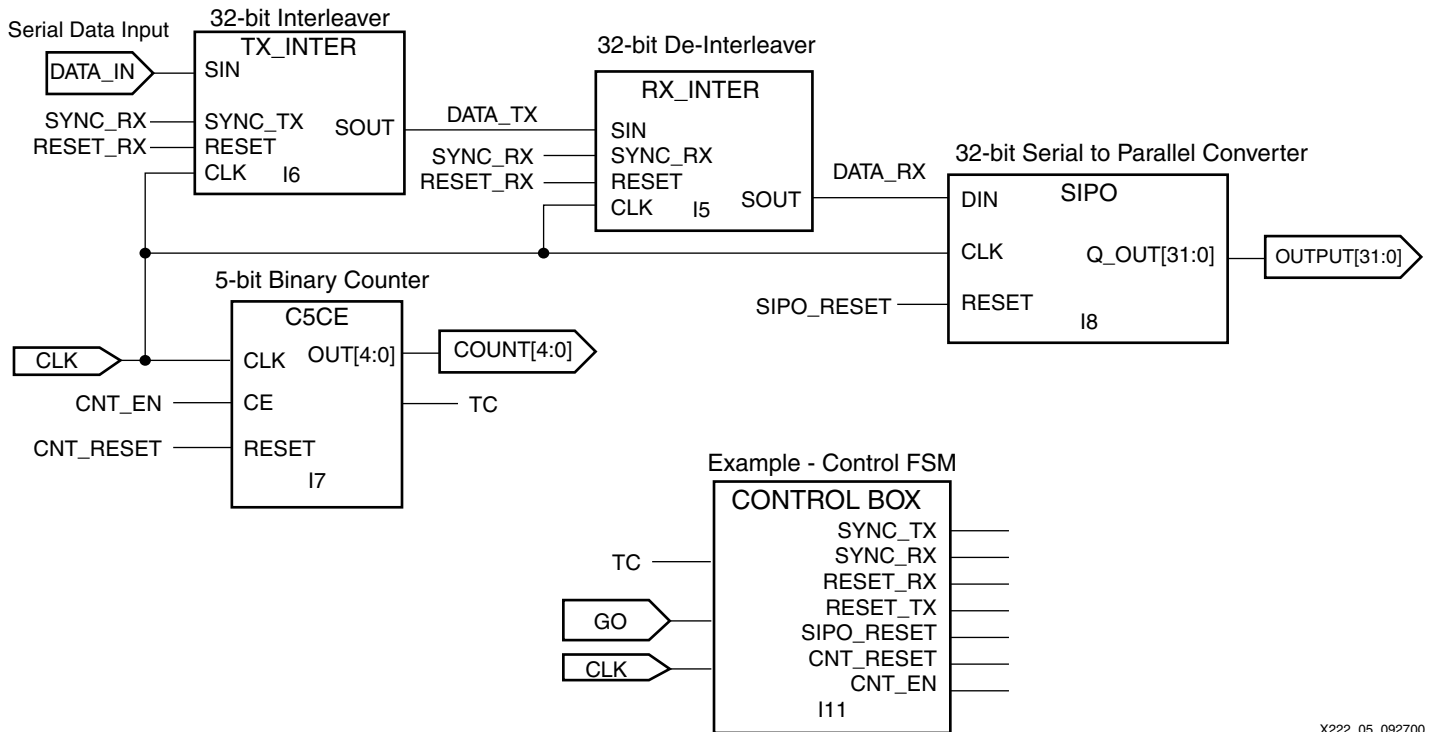 32-bit Interleaver
Serial Data Input
TX_INTER
DATA_IN
SIN
SYNC_RX
SYNC_TX
SOUT
RESET_RX
RESET
CLK
I6
DATA_TX
32-bit De-Interleaver
RX_INTER
SIN
SYNC_RX
SYNC_RX
RESET_RX
RESET
CLK
I5
SOUT
DATA_RX
32-bit Serial to Parallel Converter
SIPO
DIN
CLK
Q_OUT[31:0]
OUTPUT[31:0]
SIPO_RESET
RESET
I8
5-bit Binary Counter
C5CE
CLK
CLK
OUT[4:0]
COUNT[4:0]
CNT_EN
CE
TC
CNT_RESET
RESET
I7
Example - Control FSM
CONTROL BOX
SYNC_TX
TC
SYNC_RX
RESET_RX
RESET_TX
GO
SIPO_RESET
CNT_RESET
CLK
CNT_EN
I11
X222_05_092700